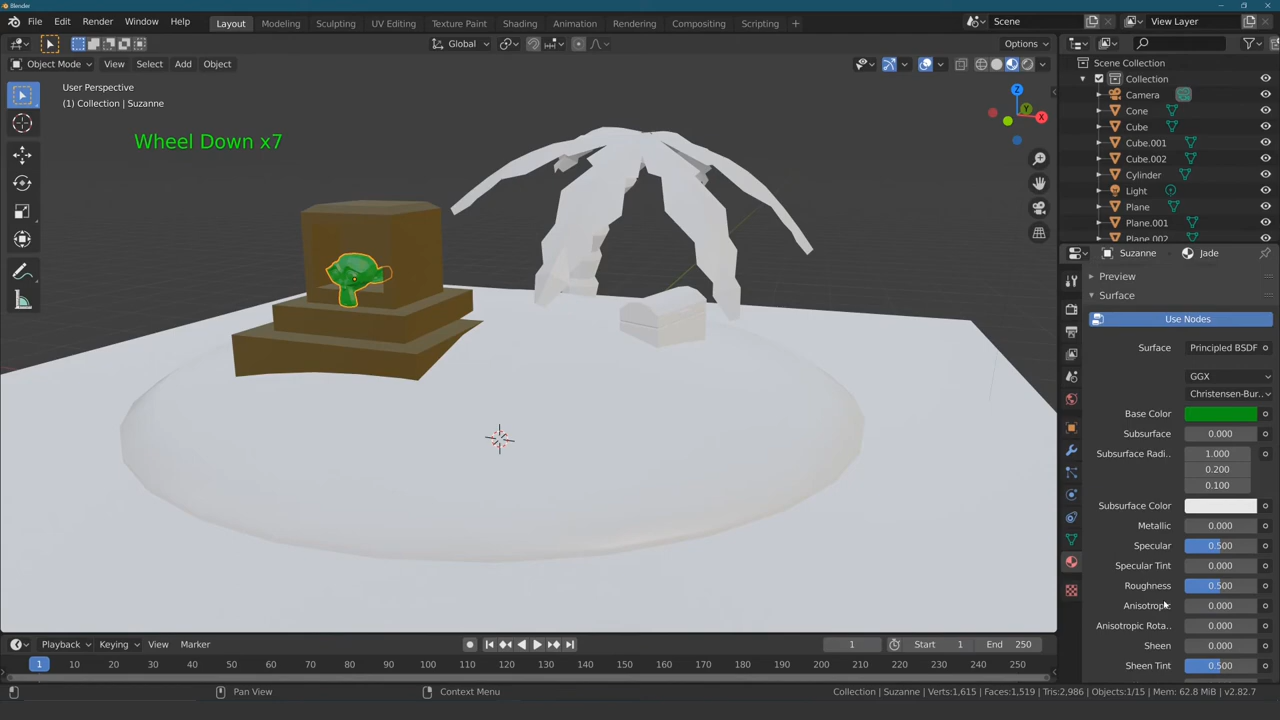 Blender
File Edit Render Window Help
Layout Modeling Sculpting UV Editing Texture Paint Shading Animation Rendering Compositing Scripting +
Scene
View Layer
Global
Options
Object Mode View Select Add Object
User Perspective
(1) Collection | Suzanne
Wheel Down x7
Z
Y
X
Scene Collection
Collection
Camera
Cone
Cube
Cube.001
Cube.002
Cylinder
Light
Plane
Plane.001
Plane.002
Suzanne
Jade
Preview
Surface
Use Nodes
Surface Principled BSDF
GGX
Christensen-Bur..
Base Color
Subsurface 0.000
Subsurface Radi.. 1.000
0.200
0.100
Subsurface Color
Metallic 0.000
Specular 0.500
Specular Tint 0.000
Roughness 0.500
Anisotropic 0.000
Anisotropic Rota.. 0.000
Sheen 0.000
Sheen Tint 0.500
Playback Keying View Marker
1
Start 1
End 250
1 10 20 30 40 50 60 70 80 90 100 110 120 130 140 150 160 170 180 190 200 210 220 230 240 250
Pan View
Context Menu
Collection | Suzanne | Verts:1,615 | Faces:1,519 | Tris:2,986 | Objects:1/15 | Mem: 62.8 MiB | v2.82.7